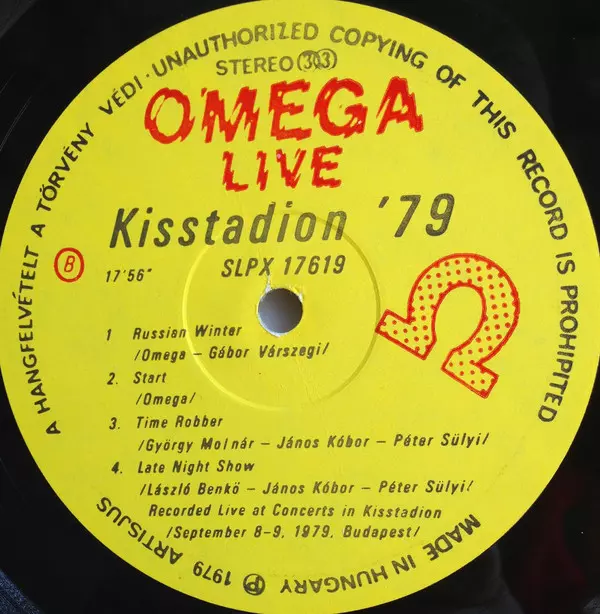 A HANGFELVÉTELT A TÖRVÉNY VÉDI · UNAUTHORIZED COPYING OF THIS RECORD IS PROHIPITED
STEREO 33
OMEGA
LIVE
Kisstadion '79
B
17'56"
SLPX 17619
Ω
1 Russian Winter
/Omega – Gábor Várszegi/
2. Start
/Omega/
3. Time Robber
/György Molnár – János Kóbor – Péter Sülyi/
4. Late Night Show
/László Benkö – János Kóbor – Péter Sülyi/
Recorded Live at Concerts in Kisstadion
/September 8-9, 1979, Budapest/
MADE IN HUNGARY ℗ 1979 ARTISJUS